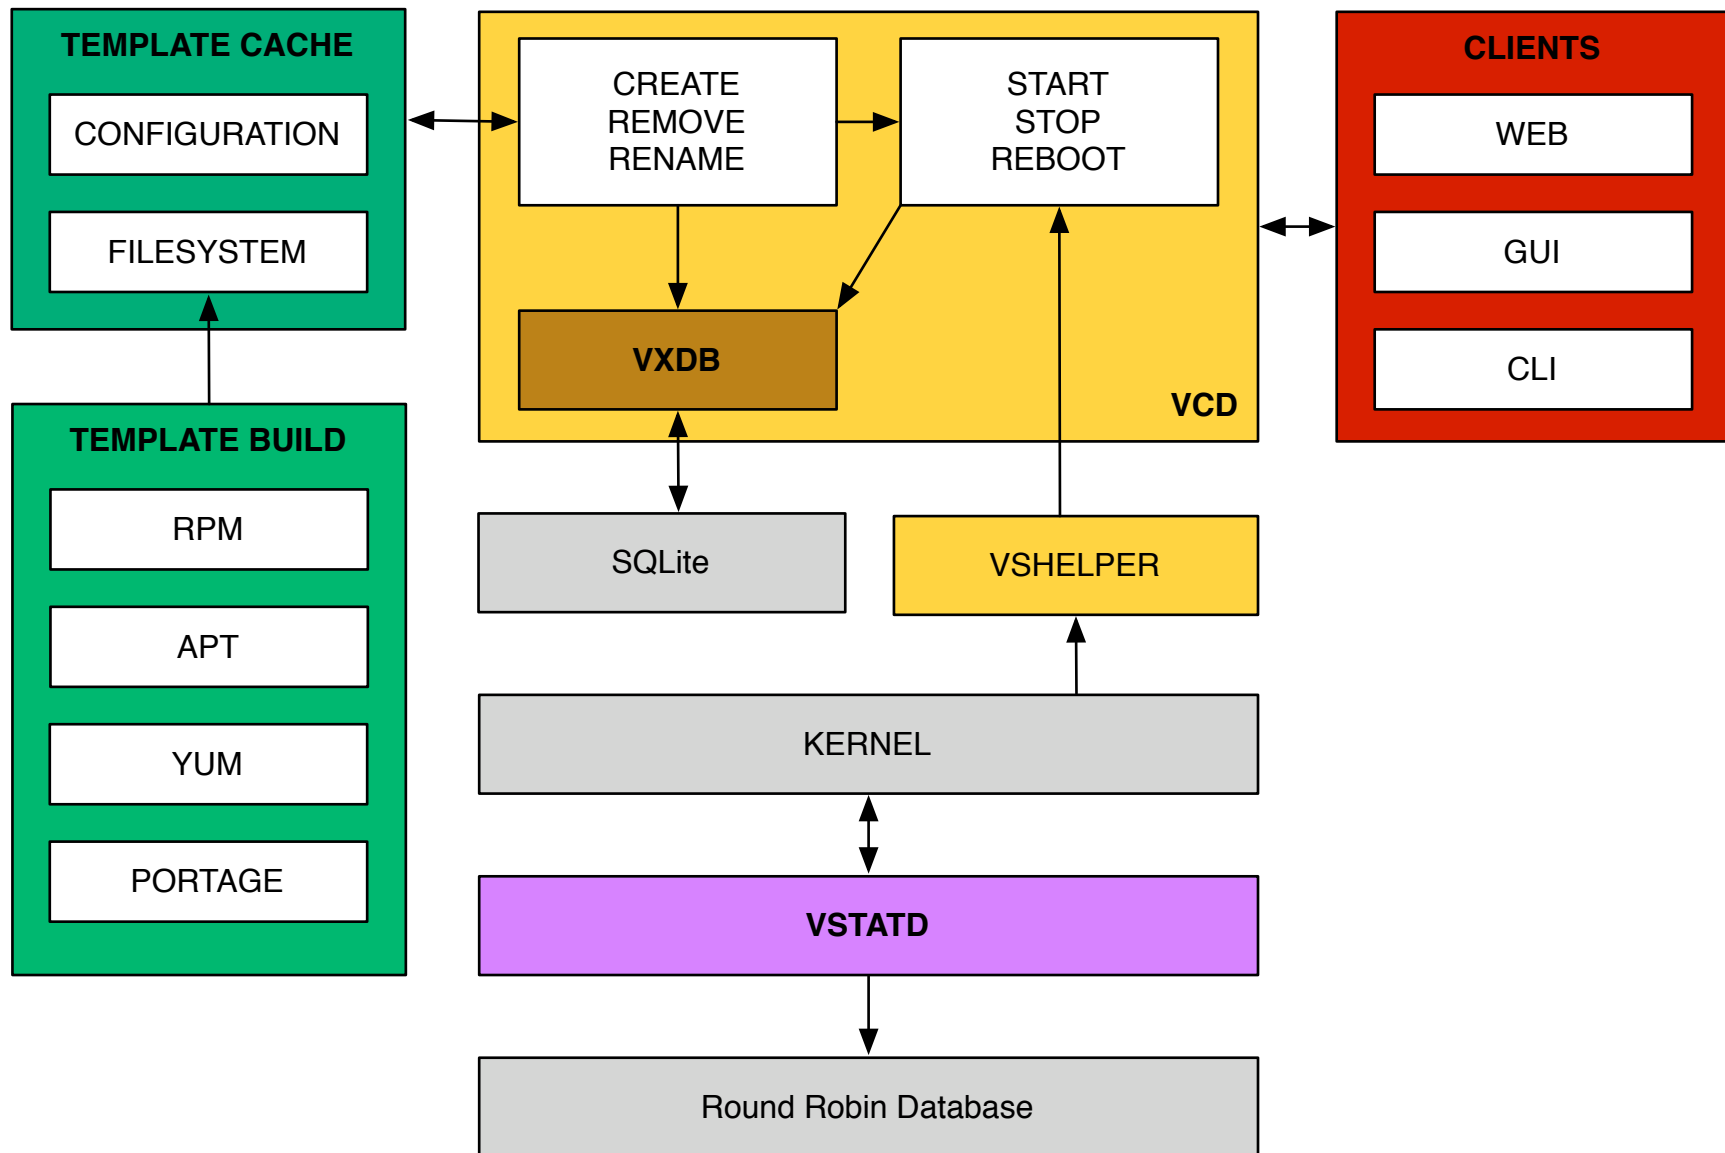 TEMPLATE CACHE
CONFIGURATION
FILESYSTEM
TEMPLATE BUILD
RPM
APT
YUM
PORTAGE
CREATE
REMOVE
RENAME
START
STOP
REBOOT
VXDB
VCD
SQLite
VSHELPER
KERNEL
VSTATD
Round Robin Database
CLIENTS
WEB
GUI
CLI